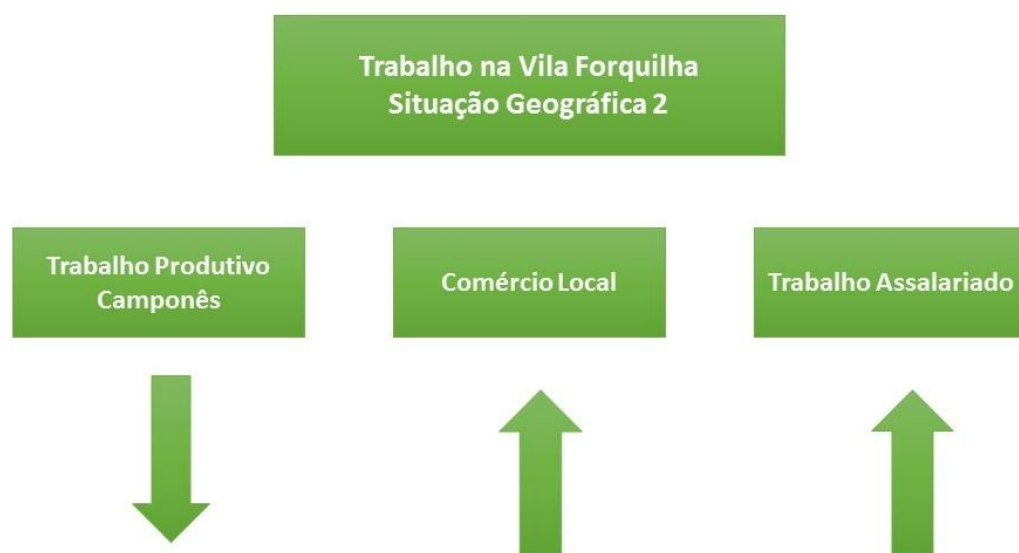 Trabalho na Vila Forquilha
Situação Geográfica 2
Trabalho Produtivo
Camponês
Comércio Local
Trabalho Assalariado